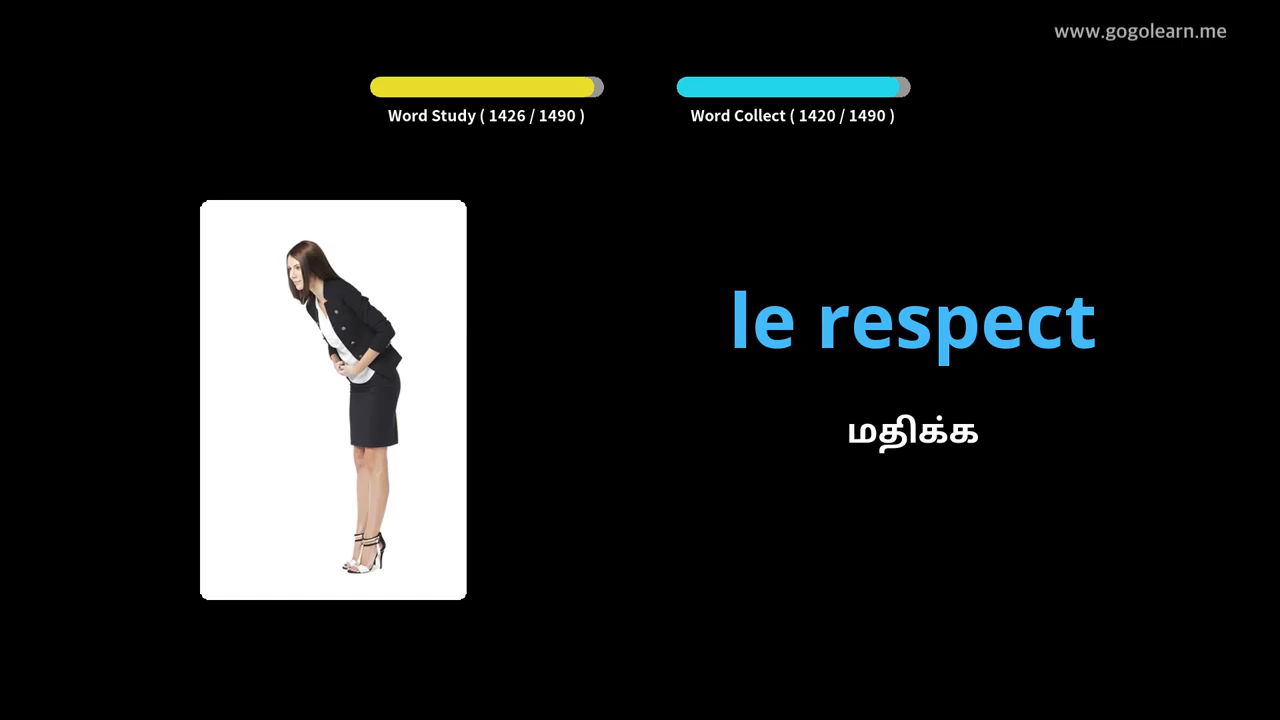 www.gogolearn.me
Word Study ( 1426 / 1490 )
Word Collect ( 1420 / 1490 )
le respect
மதிக்க